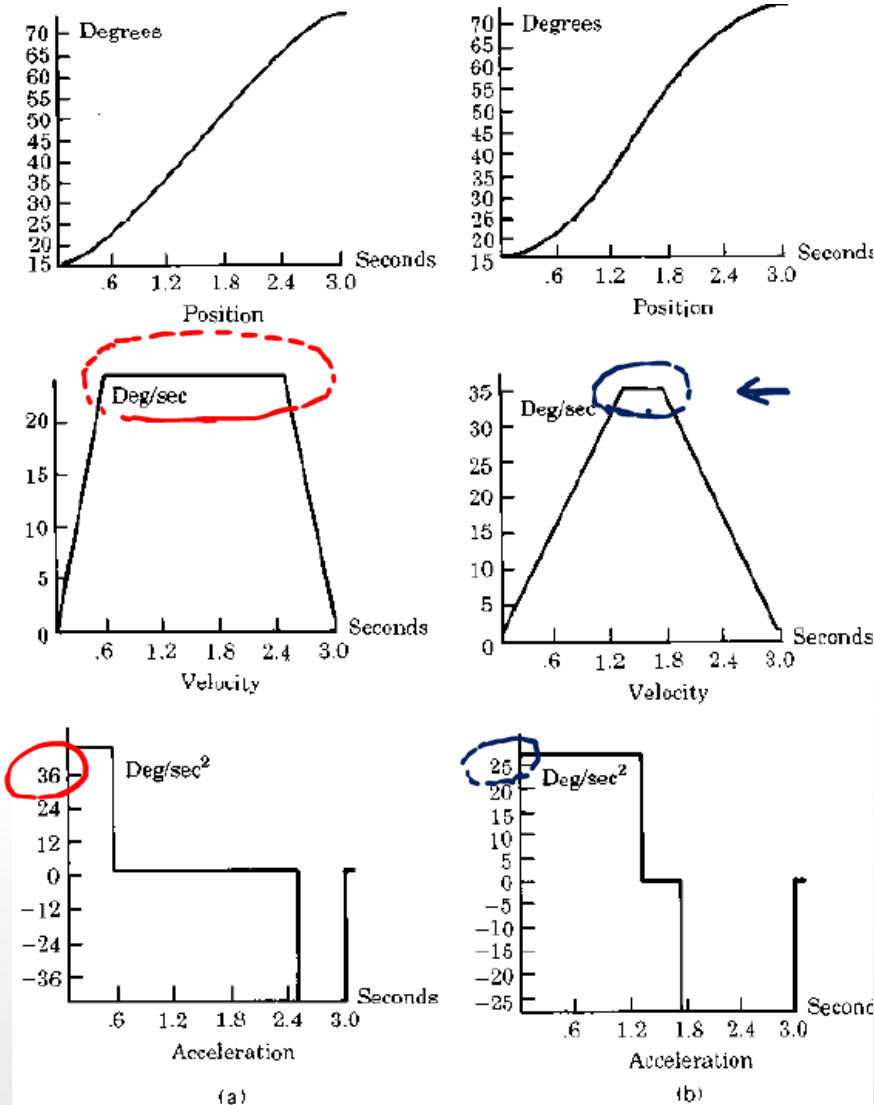 Degrees
70
65
60
55
50
45
40
35
30
25
20
15
.6 1.2 1.8 2.4 3.0
Seconds
Position
Degrees
70
65
60
55
50
45
40
35
30
26
20
15
.6 1.2 1.8 2.4 3.0
Seconds
Position
Deg/sec
20
15
10
5
0
.6 1.2 1.8 2.4 3.0
Seconds
Velocity
Deg/sec
35
30
25
20
15
10
5
0
.6 1.2 1.8 2.4 3.0
Seconds
Velocity
Deg/sec²
36
24
12
0
−12
−24
−36
.6 1.2 1.8 2.4 3.0
Seconds
Acceleration
(a)
Deg/sec²
25
20
15
10
5
0
−5
−10
−15
−20
−25
.6 1.2 1.8 2.4 3.0
Second
Acceleration
(b)